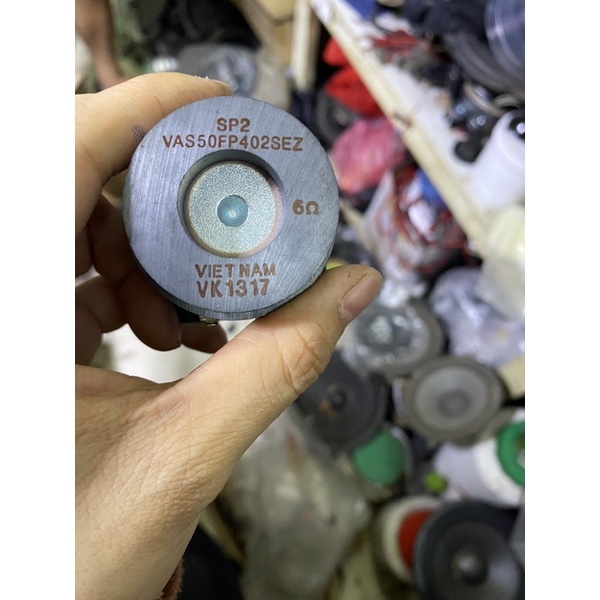 SP2
VAS50FP402SEZ
6Ω
VIETNAM
VK1317